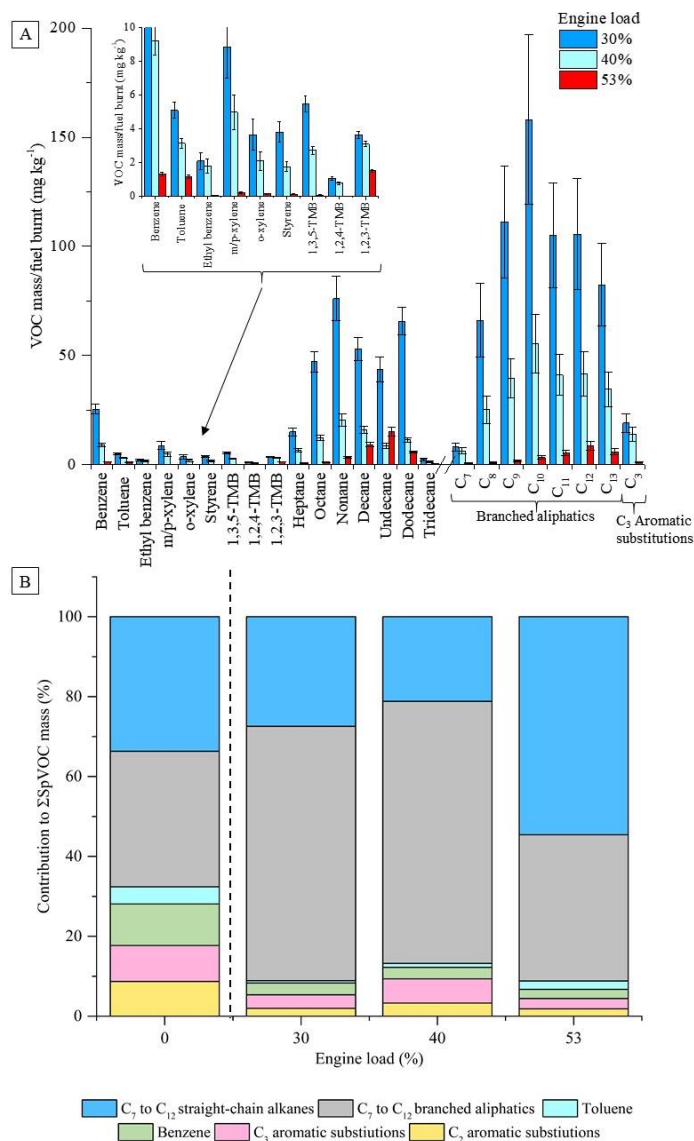 A
VOC mass/fuel burnt (mg kg⁻¹)
200
150
100
50
0
VOC mass/fuel burnt (mg kg⁻¹)
10
8
6
4
2
0
Benzene
Toluene
Ethyl benzene
m/p-xylene
o-xylene
Styrene
1,3,5-TMB
1,2,4-TMB
1,2,3-TMB
Engine load
30%
40%
53%
Benzene
Toluene
Ethyl benzene
m/p-xylene
o-xylene
Styrene
1,3,5-TMB
1,2,4-TMB
1,2,3-TMB
Heptane
Octane
Nonane
Decane
Undecane
Dodecane
Tridecane
C₇
C₈
C₉
C₁₀
C₁₁
C₁₂
C₁₃
C₃
Branched aliphatics
C₃ Aromatic
substitutions
B
Contribution to ΣSpVOC mass (%)
100
80
60
40
20
0
0
30
40
53
Engine load (%)
C₇ to C₁₂ straight-chain alkanes
C₇ to C₁₂ branched aliphatics
Toluene
Benzene
C₃ aromatic substiutions
C₂ aromatic substiutions